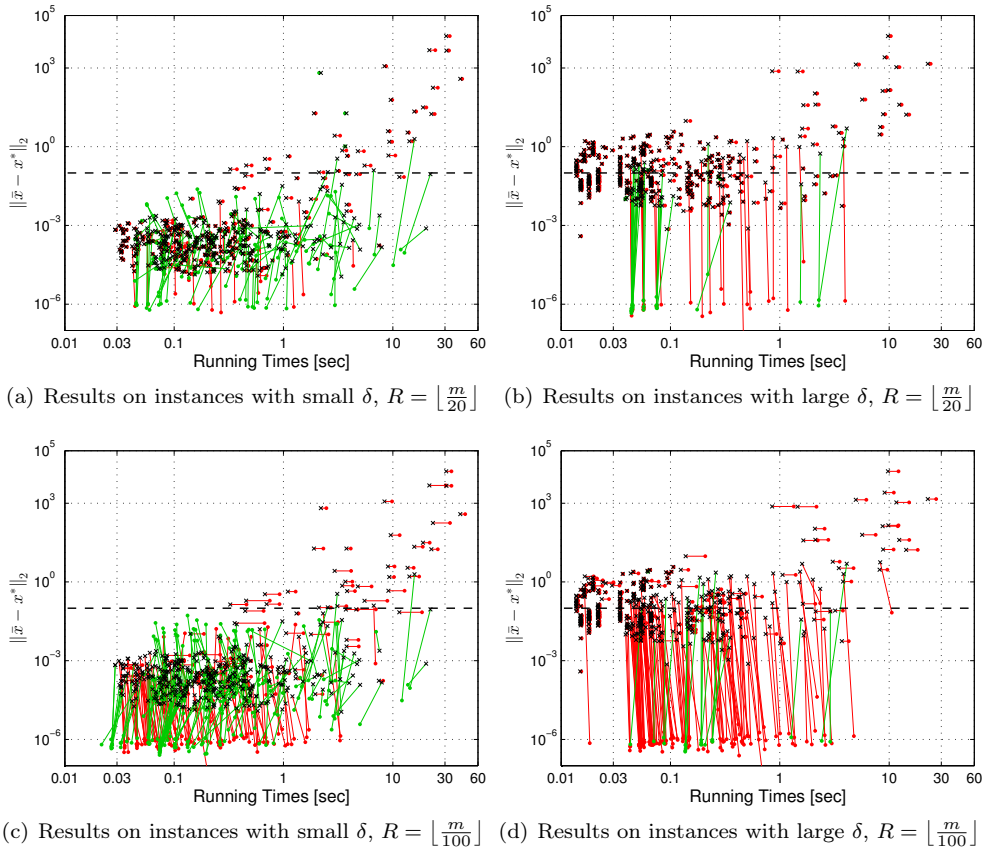 10^5
10^3
10^0
10^{-3}
10^{-6}
‖x̄ − x*‖₂
0.01 0.03 0.1 1 10 30 60
Running Times [sec]
(a) Results on instances with small δ, R = ⌊m/20⌋
10^5
10^3
10^0
10^{-3}
10^{-6}
‖x̄ − x*‖₂
0.01 0.03 0.1 1 10 30 60
Running Times [sec]
(b) Results on instances with large δ, R = ⌊m/20⌋
10^5
10^3
10^0
10^{-3}
10^{-6}
‖x̄ − x*‖₂
0.01 0.03 0.1 1 10 30 60
Running Times [sec]
(c) Results on instances with small δ, R = ⌊m/100⌋
10^5
10^3
10^0
10^{-3}
10^{-6}
‖x̄ − x*‖₂
0.01 0.03 0.1 1 10 30 60
Running Times [sec]
(d) Results on instances with large δ, R = ⌊m/100⌋